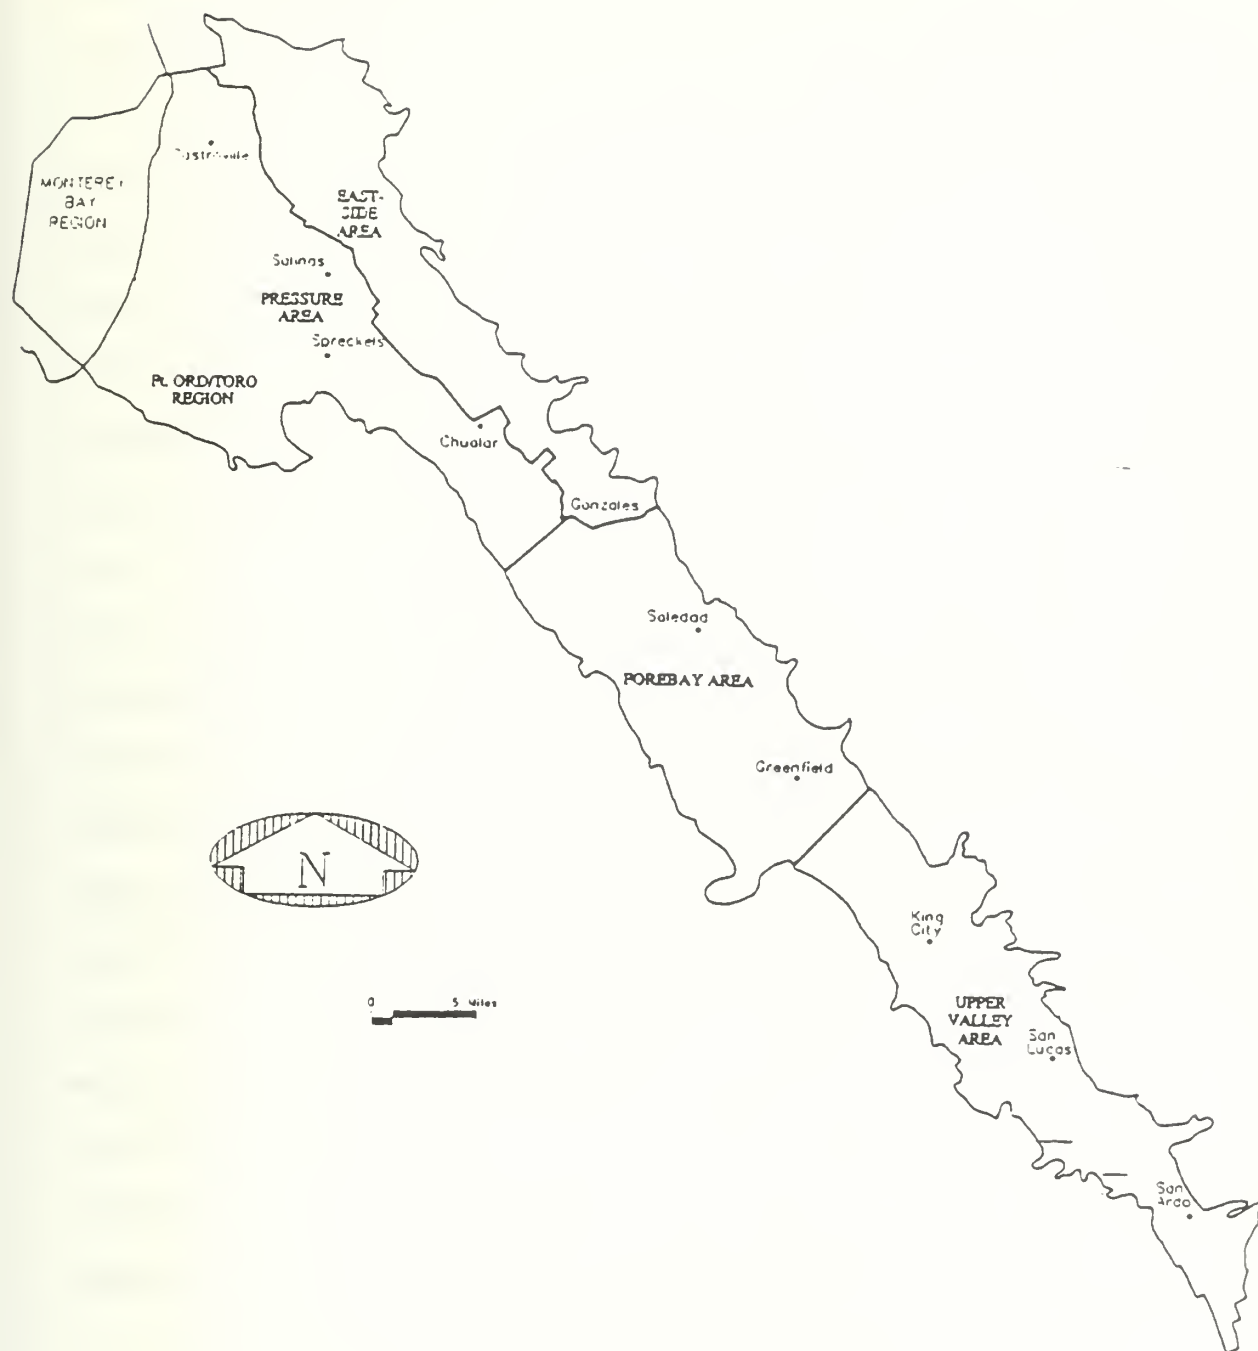 Castroville
MONTEREY
BAY
REGION
EAST-
SIDE
AREA
Salinas
PRESSURE
AREA
Spreckels
Ft. ORD/TORO
REGION
Chualar
Gonzales
Soledad
FOREBAY AREA
Greenfield
N
King
City
0 5 Miles
UPPER
VALLEY
AREA
San
Lucas
San
Ardo